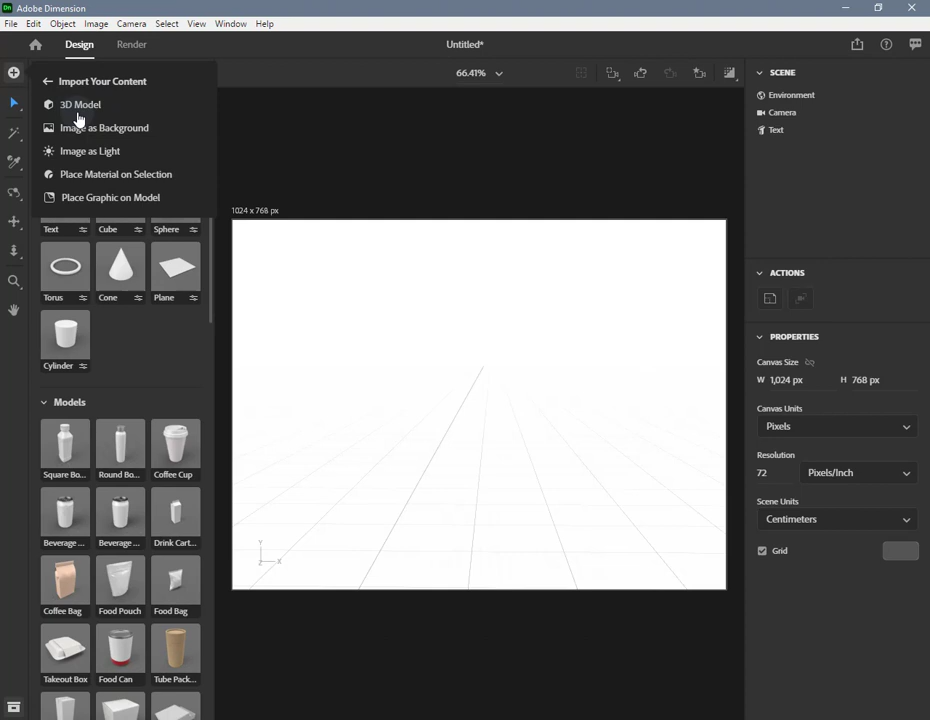 Dn Adobe Dimension
File Edit Object Image Camera Select View Window Help
Design Render Untitled*
Import Your Content
3D Model
Image as Background
Image as Light
Place Material on Selection
Place Graphic on Model
66.41%
Text Cube Sphere
Torus Cone Plane
Cylinder
Models
Square Bo... Round Bo... Coffee Cup
Beverage ... Beverage ... Drink Cart...
Coffee Bag Food Pouch Food Bag
Takeout Box Food Can Tube Pack...
1024 x 768 px
Y
Z X
SCENE
Environment
Camera
Text
ACTIONS
PROPERTIES
Canvas Size
W 1,024 px H 768 px
Canvas Units
Pixels
Resolution
72 Pixels/Inch
Scene Units
Centimeters
Grid